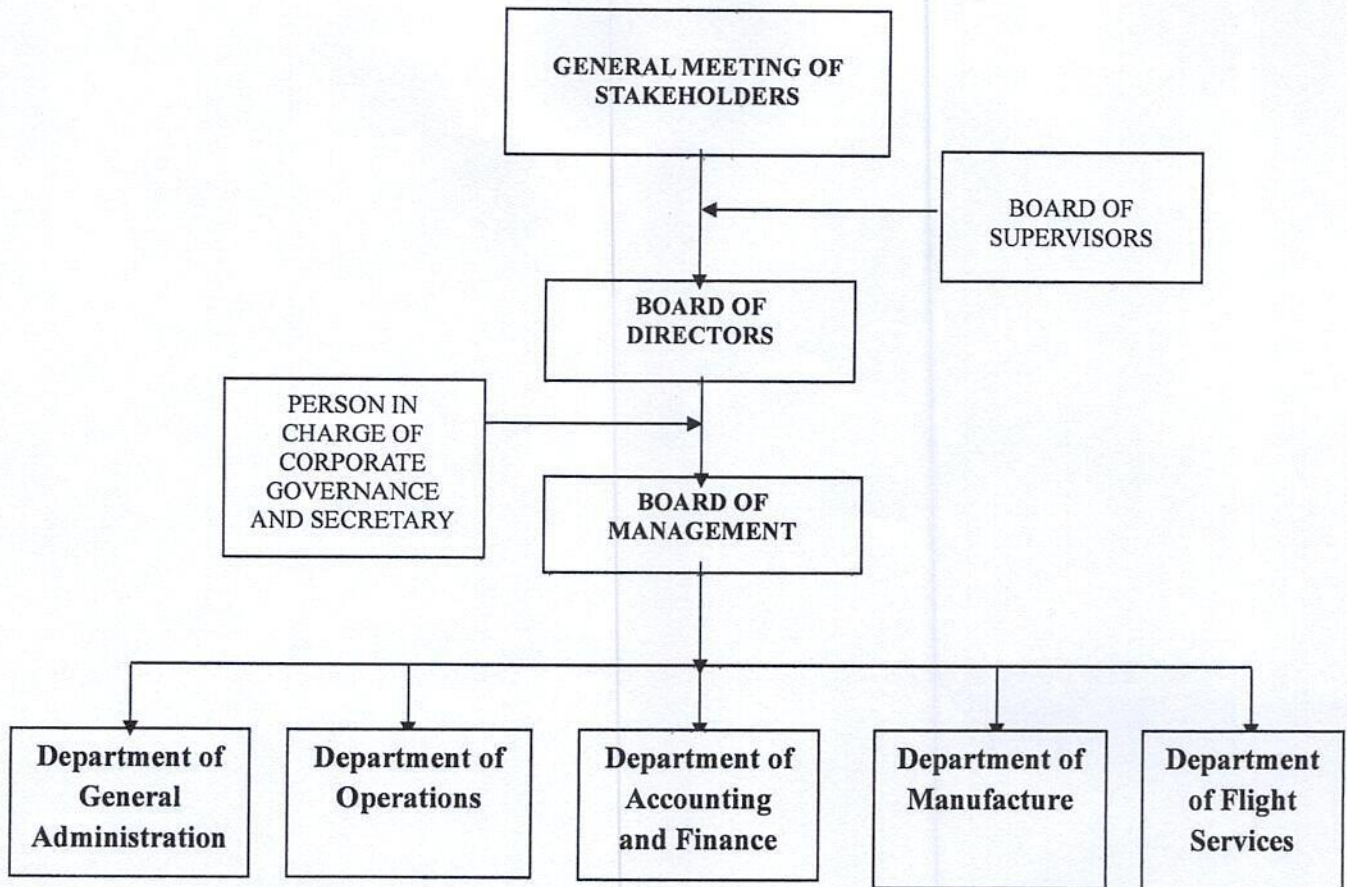 GENERAL MEETING OF
STAKEHOLDERS
BOARD OF
SUPERVISORS
BOARD OF
DIRECTORS
PERSON IN
CHARGE OF
CORPORATE
GOVERNANCE
AND SECRETARY
BOARD OF
MANAGEMENT
Department of
General
Administration
Department of
Operations
Department of
Accounting
and Finance
Department of
Manufacture
Department
of Flight
Services